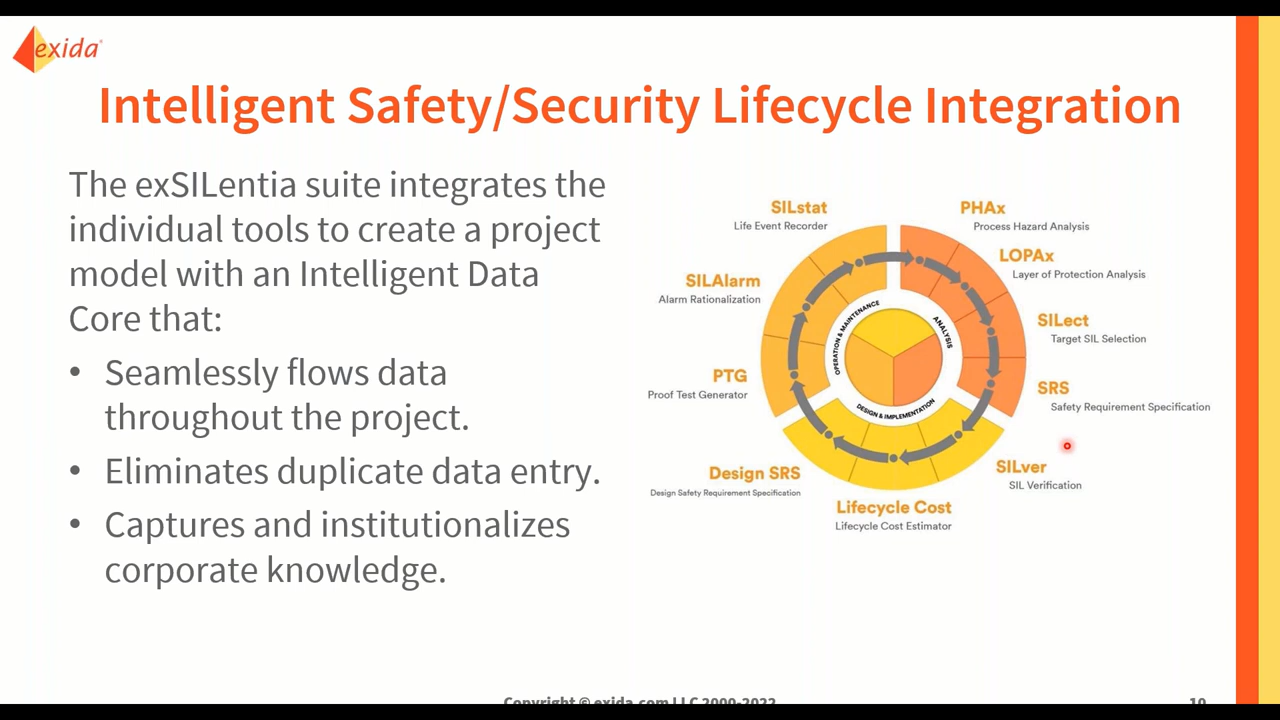 exida®
Intelligent Safety/Security Lifecycle Integration
The exSILentia suite integrates the
individual tools to create a project
model with an Intelligent Data
Core that:
• Seamlessly flows data
throughout the project.
• Eliminates duplicate data entry.
• Captures and institutionalizes
corporate knowledge.
SILstat
Life Event Recorder
PHAx
Process Hazard Analysis
LOPAx
Layer of Protection Analysis
SILect
Target SIL Selection
SRS
Safety Requirement Specification
SILver
SIL Verification
Lifecycle Cost
Lifecycle Cost Estimator
Design SRS
Design Safety Requirement Specification
PTG
Proof Test Generator
SILAlarm
Alarm Rationalization
OPERATION & MAINTENANCE
ANALYSIS
DESIGN & IMPLEMENTATION
Copyright © exida.com LLC 2000-2022
10